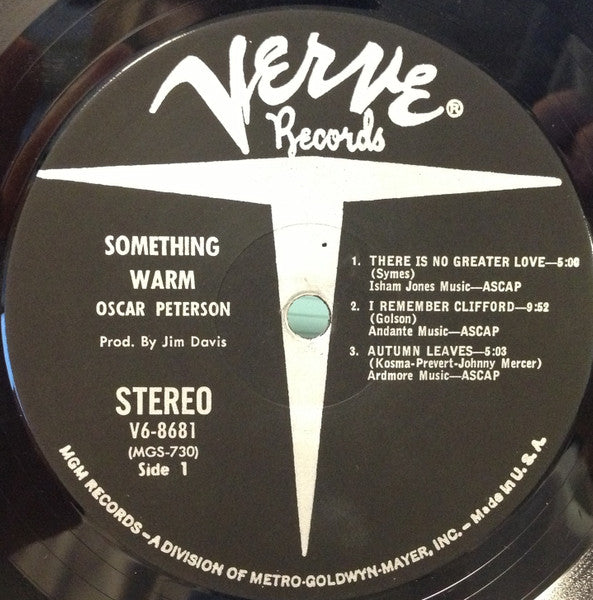 Verve®
Records
SOMETHING
WARM
OSCAR PETERSON
Prod. By Jim Davis
STEREO
V6-8681
(MGS-730)
Side 1
1. THERE IS NO GREATER LOVE—5:00
(Symes)
Isham Jones Music—ASCAP
2. I REMEMBER CLIFFORD—9:52
(Golson)
Andante Music—ASCAP
3. AUTUMN LEAVES—5:03
(Kosma-Prevert-Johnny Mercer)
Ardmore Music—ASCAP
MGM RECORDS – A DIVISION OF METRO-GOLDWYN-MAYER, INC. – Made in U. S. A.